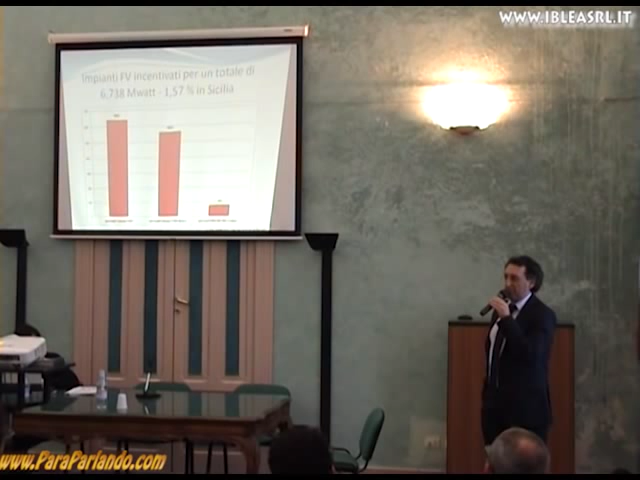 WWW.IBLEASRL.IT
Impianti FV incentivati per un totale di
6,738 Mwatt - 1,57 % in Sicilia
www.ParaParlando.com